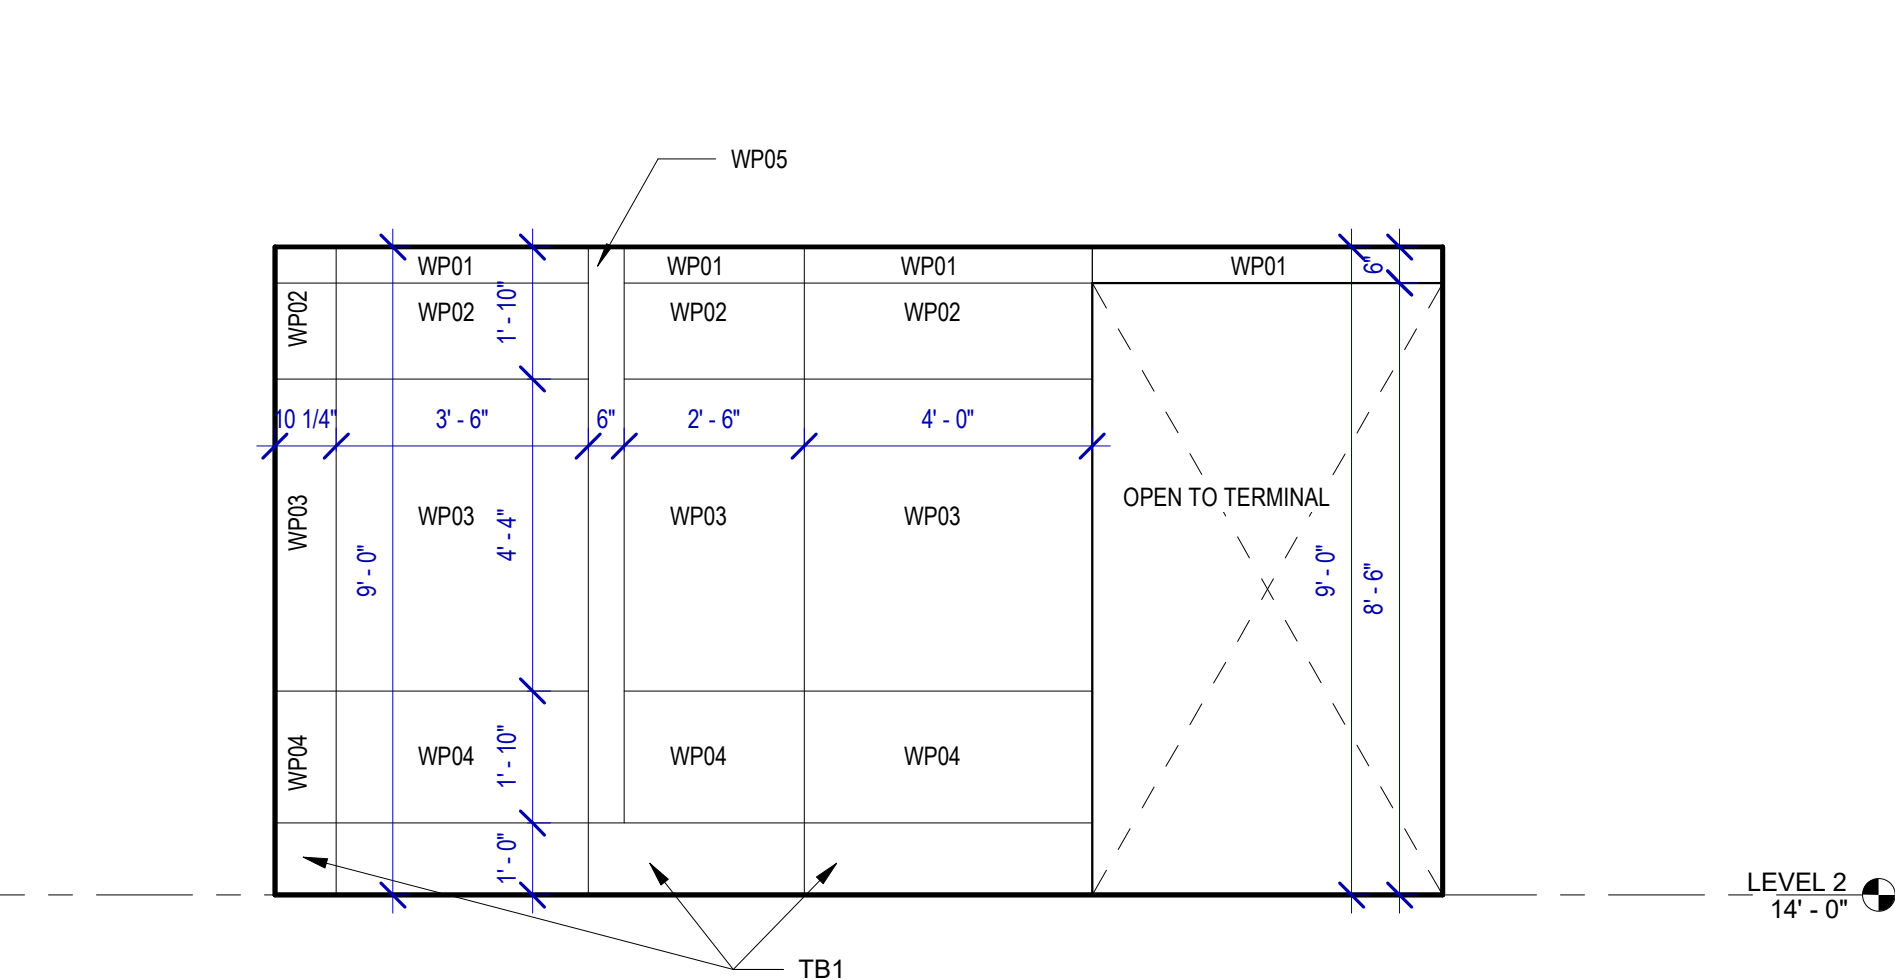 WP05
WP01
WP01
WP01
WP01
6"
WP02
WP02
1' - 10"
WP02
WP02
10 1/4"
3' - 6"
6"
2' - 6"
4' - 0"
OPEN TO TERMINAL
WP03
WP03
4' - 4"
WP03
WP03
9' - 0"
9' - 0"
8' - 6"
WP04
WP04
1' - 10"
WP04
WP04
1' - 0"
LEVEL 2
14' - 0"
TB1